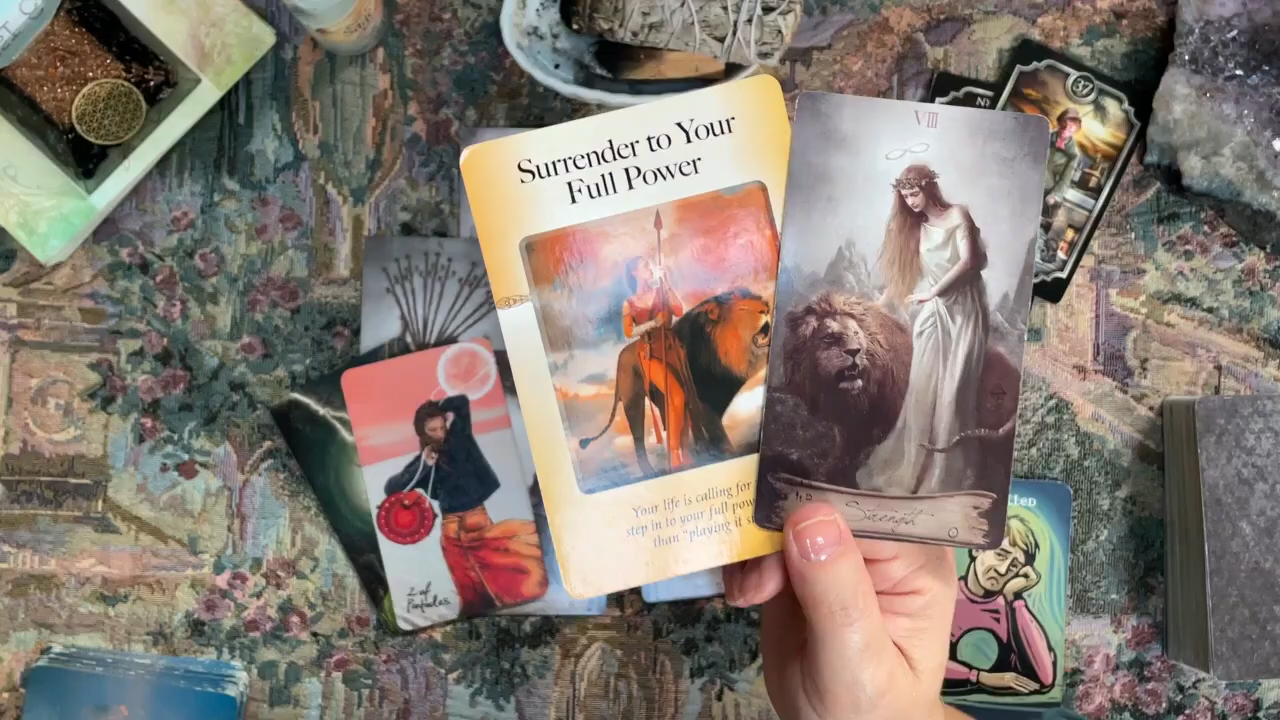 Surrender to Your
Full Power
Your life is calling for
step in to your full pow
than "playing it s
VIII
Strength
2 of
Pentacles
37